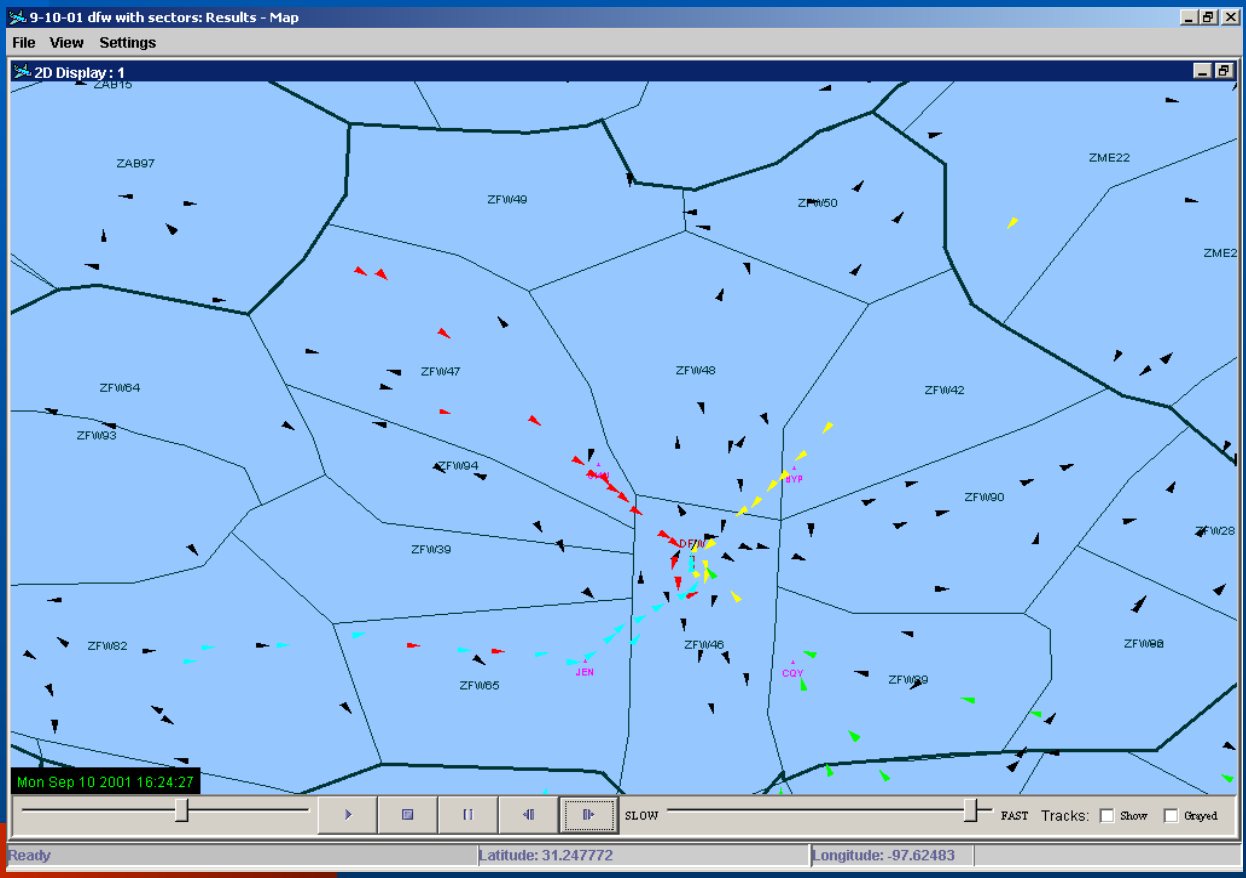 9-10-01 dfw with sectors: Results - Map
File View Settings
2D Display : 1
ZAB15
ZAB97
ZME22
ZFW49
ZFW50
ZME2
ZFW64
ZFW47
ZFW48
ZFW42
ZFW93
ZFW94
BYP
ZFW90
ZFW28
ZFW39
DFW
ZFW82
ZFW46
JEN
CQY
ZFW65
ZFW89
Mon Sep 10 2001 16:24:27
SLOW FAST Tracks: Show Grayed
Ready Latitude: 31.247772 Longitude: -97.62483